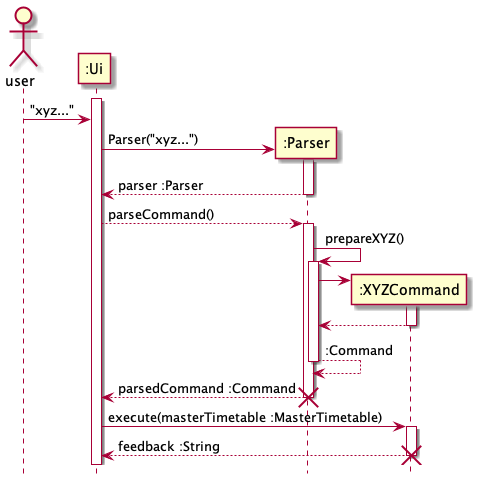 user
:Ui
"xyz..."
Parser("xyz...")
:Parser
parser :Parser
parseCommand()
prepareXYZ()
:XYZCommand
:Command
parsedCommand :Command
execute(masterTimetable :MasterTimetable)
feedback :String